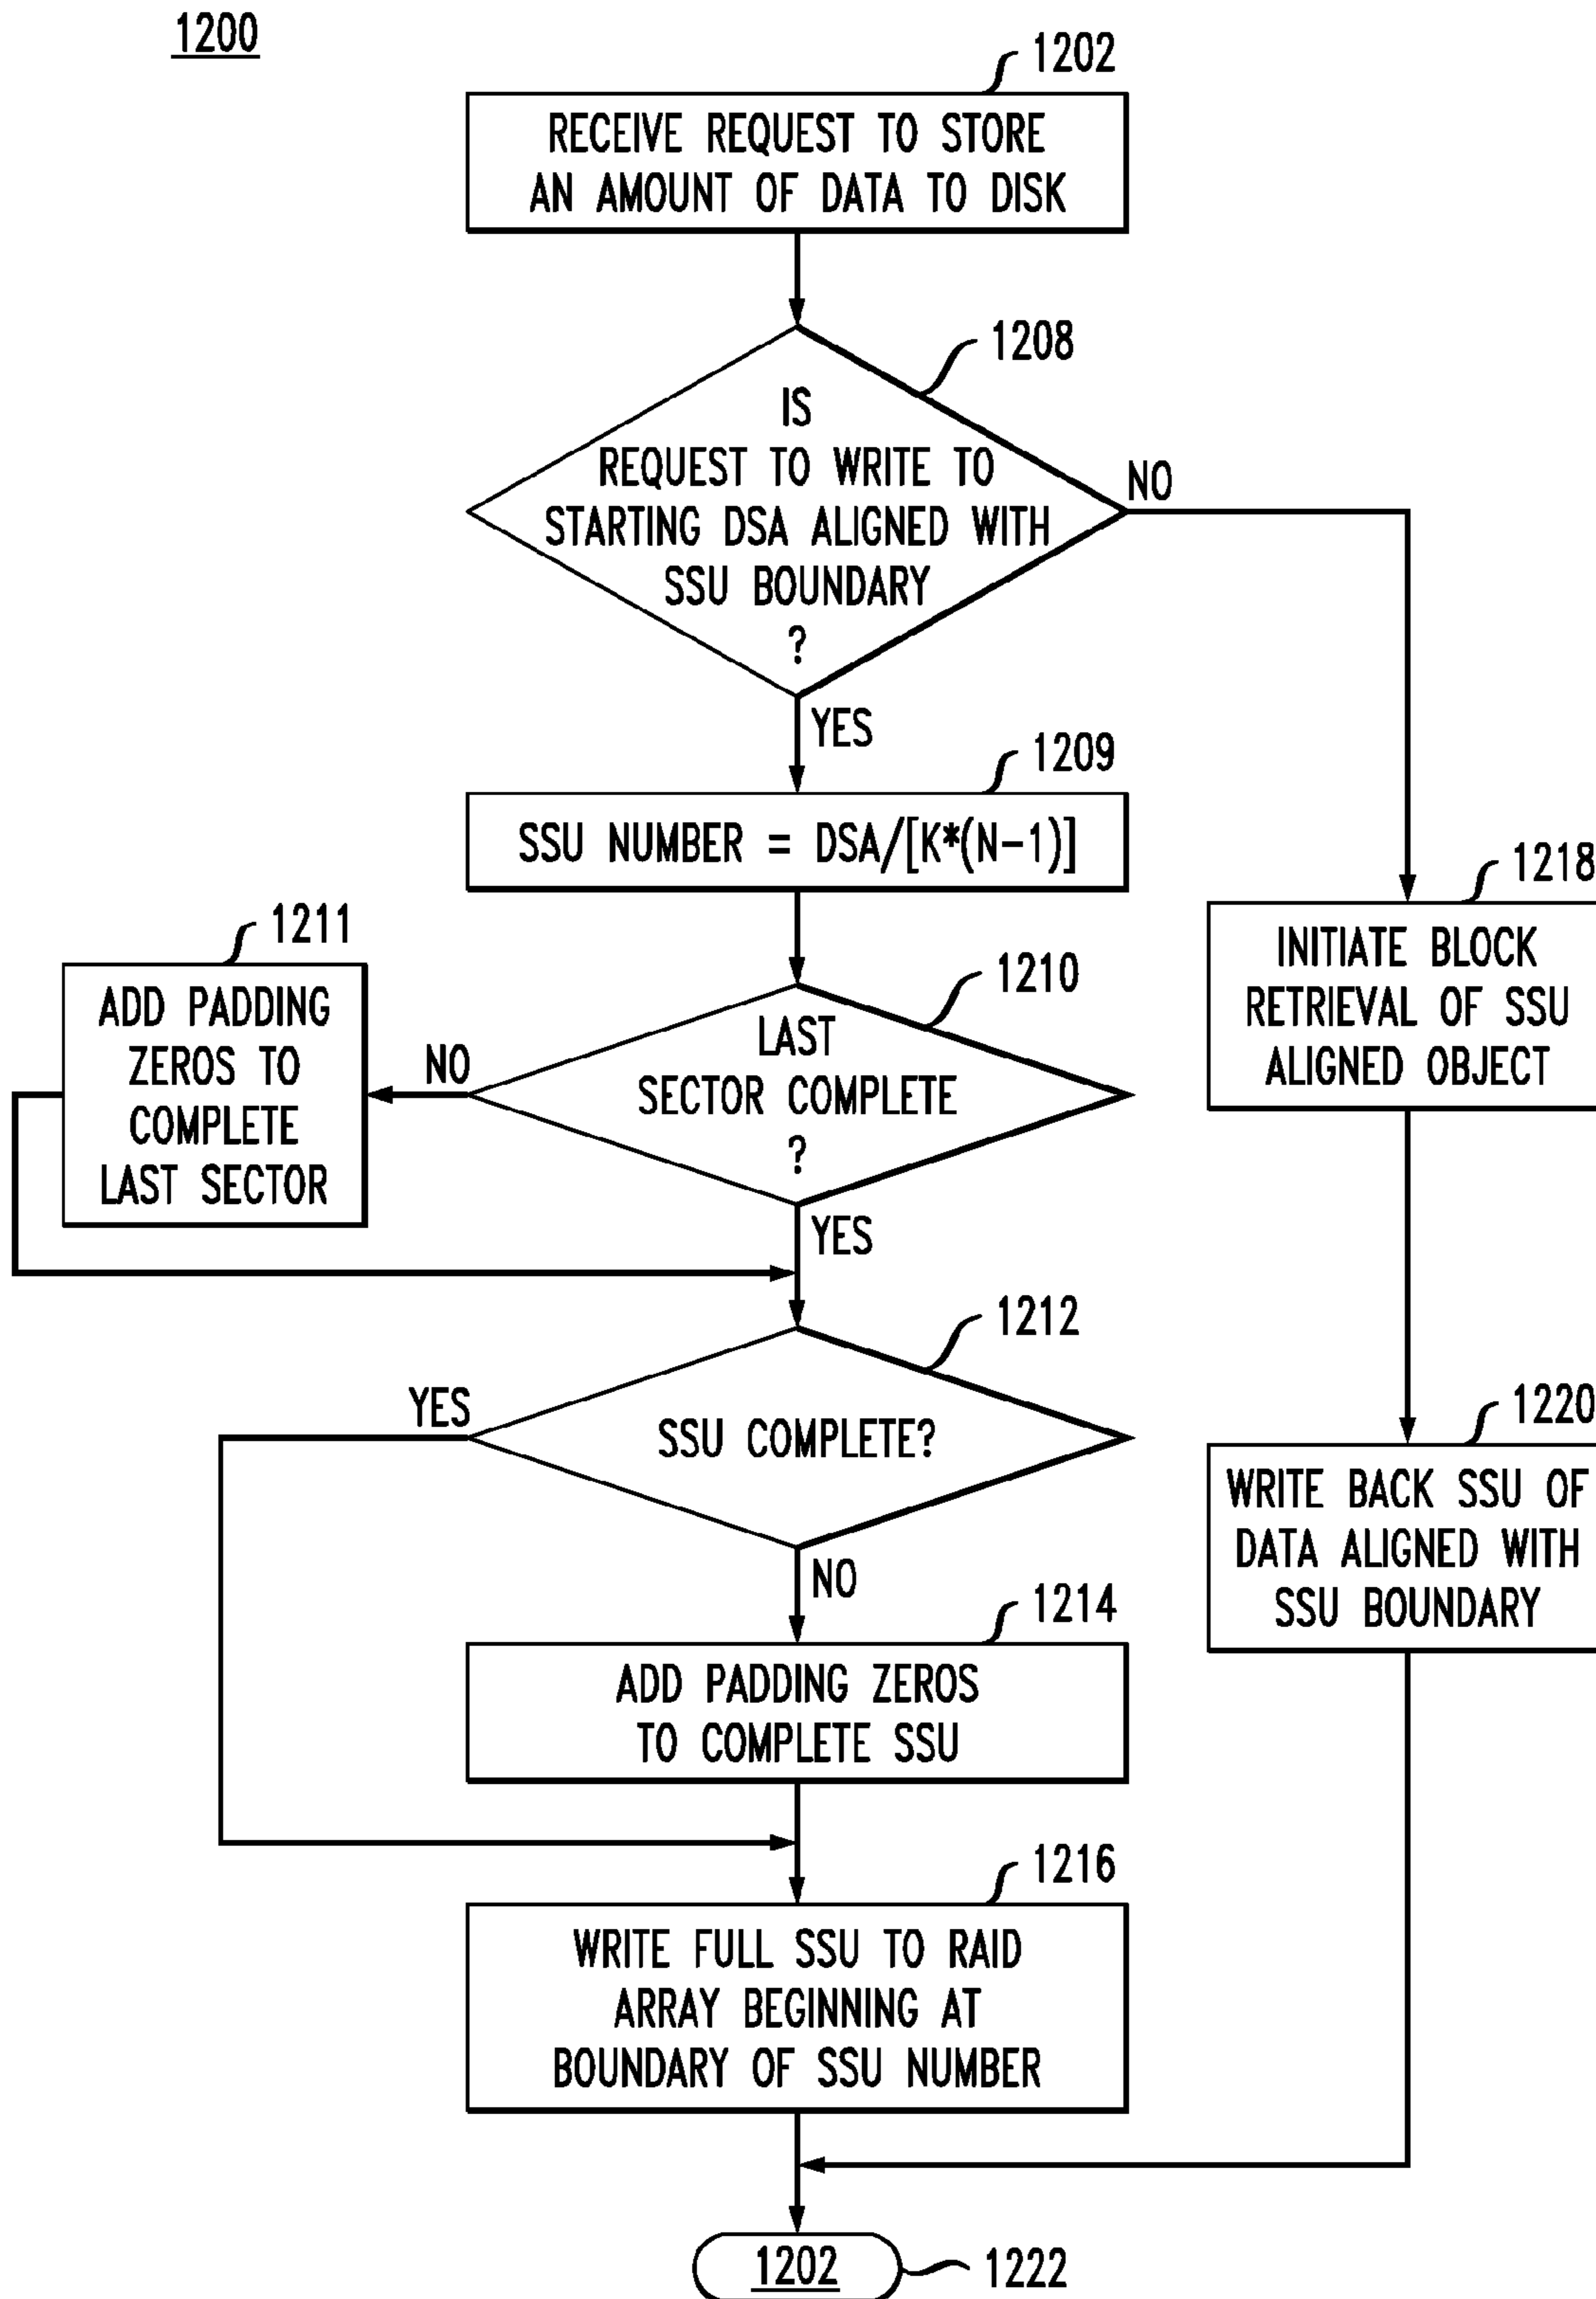 1200
1202
RECEIVE REQUEST TO STORE
AN AMOUNT OF DATA TO DISK
1208
IS
REQUEST TO WRITE TO
STARTING DSA ALIGNED WITH
SSU BOUNDARY
?
NO
YES
1209
SSU NUMBER = DSA/[K*(N-1)]
1218
INITIATE BLOCK
RETRIEVAL OF SSU
ALIGNED OBJECT
1211
ADD PADDING
ZEROS TO
COMPLETE
LAST SECTOR
NO
1210
LAST
SECTOR COMPLETE
?
YES
1212
YES
SSU COMPLETE?
NO
1220
WRITE BACK SSU OF
DATA ALIGNED WITH
SSU BOUNDARY
1214
ADD PADDING ZEROS
TO COMPLETE SSU
1216
WRITE FULL SSU TO RAID
ARRAY BEGINNING AT
BOUNDARY OF SSU NUMBER
1202
1222